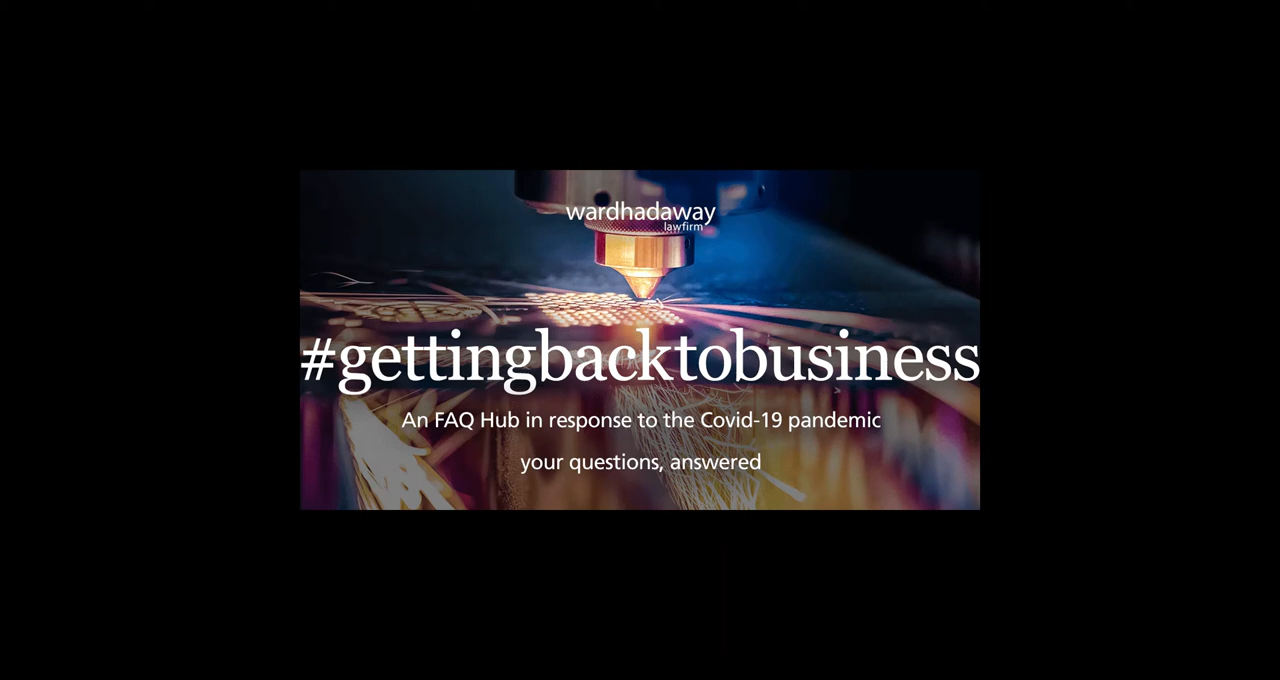 wardhadaway
lawfirm
#gettingbacktobusiness
An FAQ Hub in response to the Covid-19 pandemic
your questions, answered